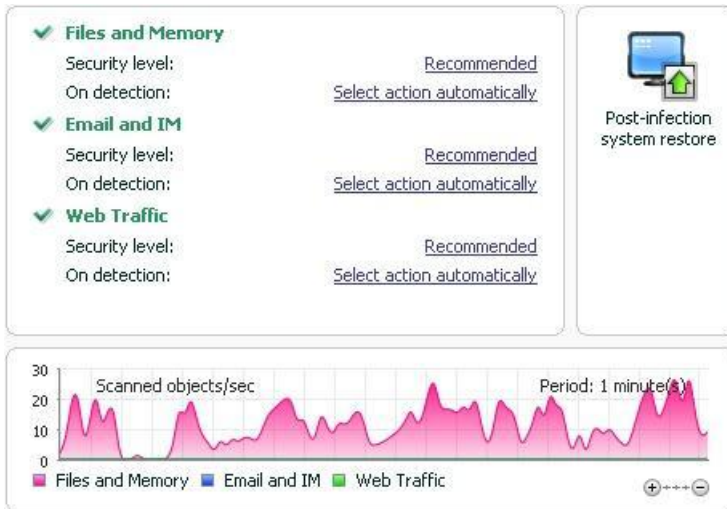 Files and Memory
Security level: Recommended
On detection: Select action automatically
Email and IM
Security level: Recommended
On detection: Select action automatically
Web Traffic
Security level: Recommended
On detection: Select action automatically
Post-infection
system restore
30
20
10
0
Scanned objects/sec
Period: 1 minute(s)
Files and Memory Email and IM Web Traffic